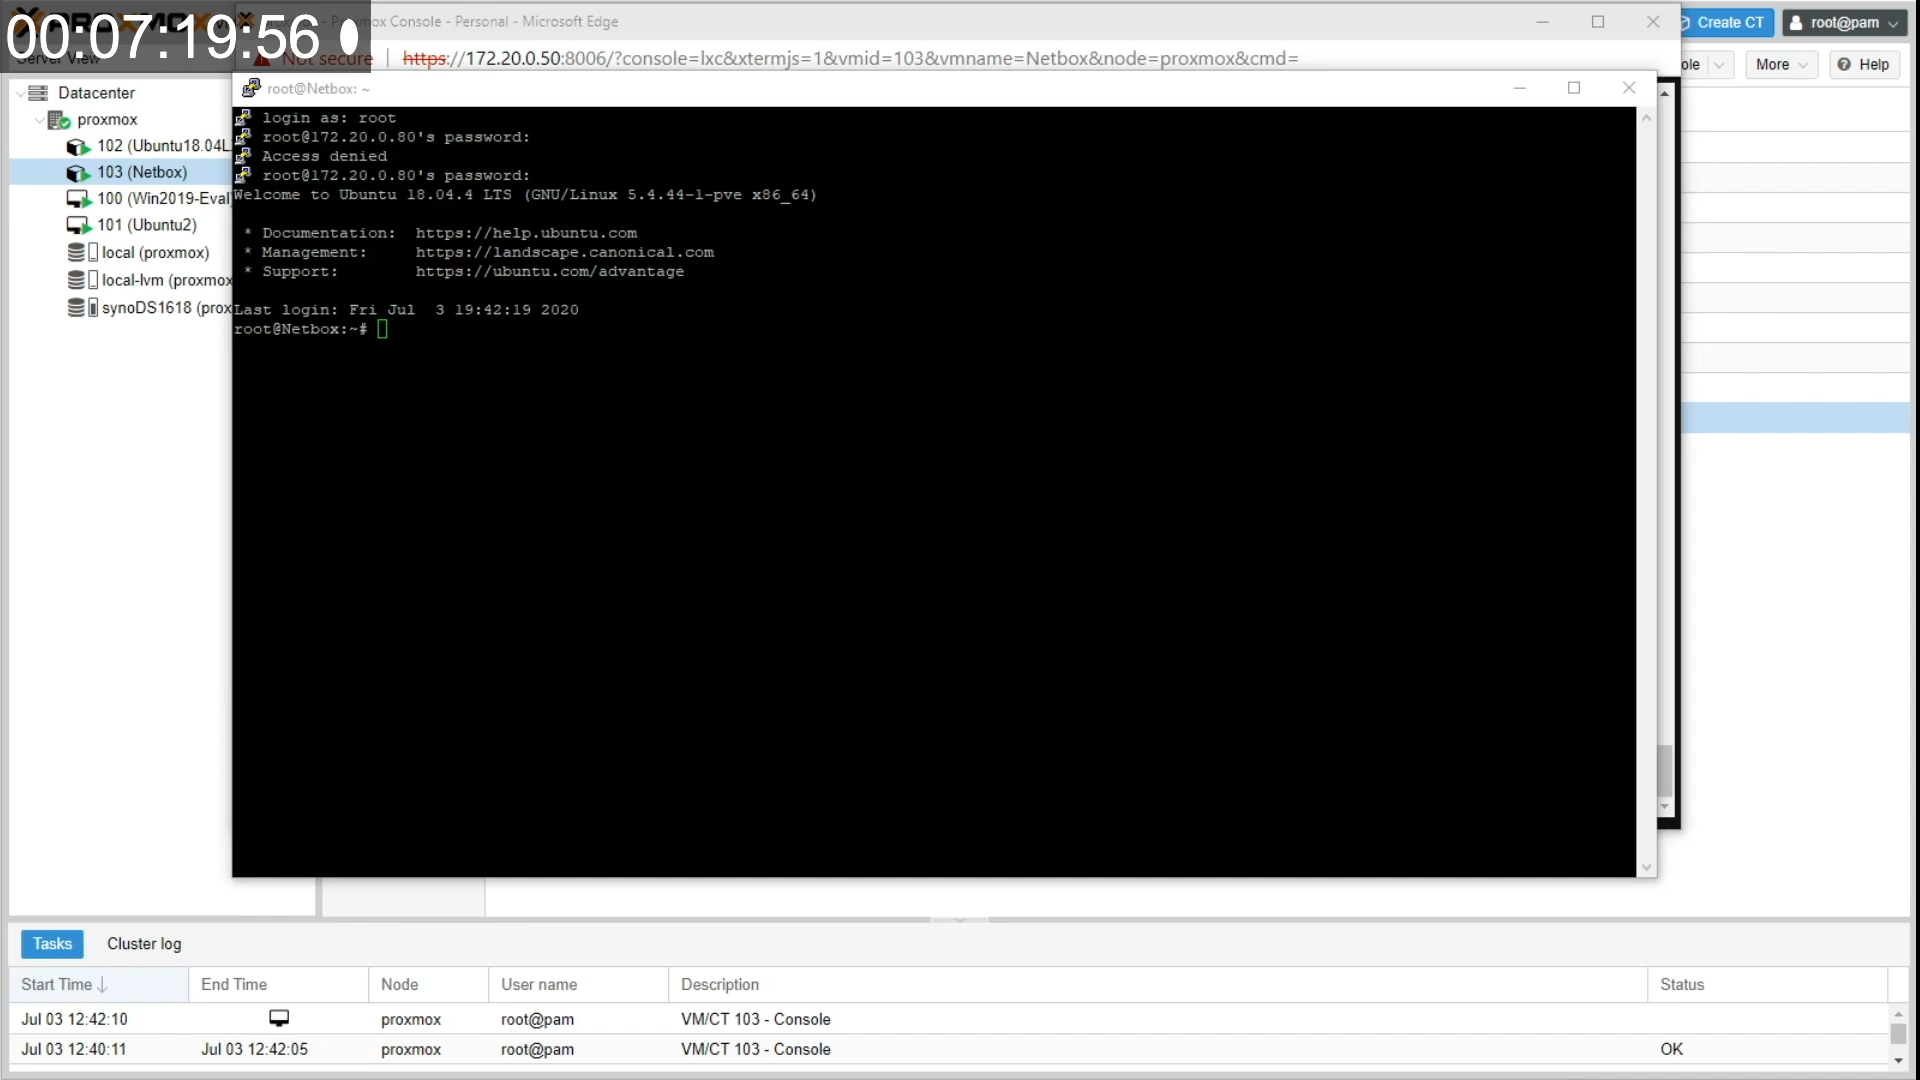 00:07:19:56
Proxmox Console - Personal - Microsoft Edge
Create CT
root@pam
Not secure
https://172.20.0.50:8006/?console=lxc&xtermjs=1&vmid=103&vmname=Netbox&node=proxmox&cmd=
Server View
More
Help
root@Netbox: ~
Datacenter
proxmox
102 (Ubuntu18.04L
103 (Netbox)
100 (Win2019-Eval
101 (Ubuntu2)
local (proxmox)
local-lvm (proxmox
synoDS1618 (prox
login as: root
root@172.20.0.80's password:
Access denied
root@172.20.0.80's password:
Welcome to Ubuntu 18.04.4 LTS (GNU/Linux 5.4.44-1-pve x86_64)
* Documentation: https://help.ubuntu.com
* Management: https://landscape.canonical.com
* Support: https://ubuntu.com/advantage
Last login: Fri Jul 3 19:42:19 2020
root@Netbox:~#
Tasks
Cluster log
Start Time End Time Node User name Description Status
Jul 03 12:42:10 proxmox root@pam VM/CT 103 - Console
Jul 03 12:40:11 Jul 03 12:42:05 proxmox root@pam VM/CT 103 - Console OK